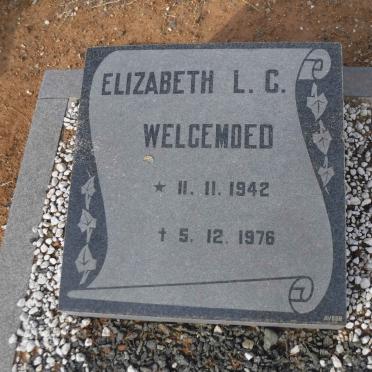 ELIZABETH L. C.
WELGEMOED
★ 11. 11. 1942
† 5. 12. 1976